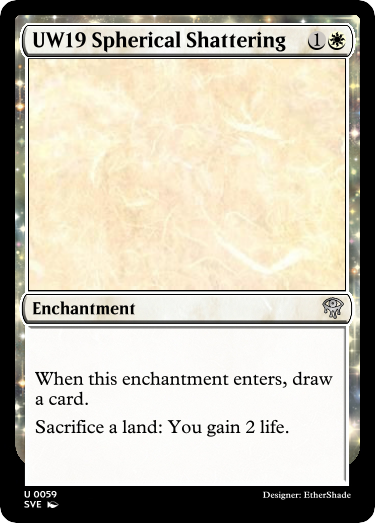 UW19 Spherical Shattering 1
Enchantment
When this enchantment enters, draw
a card.
Sacrifice a land: You gain 2 life.
U 0059
SVE
Designer: EtherShade